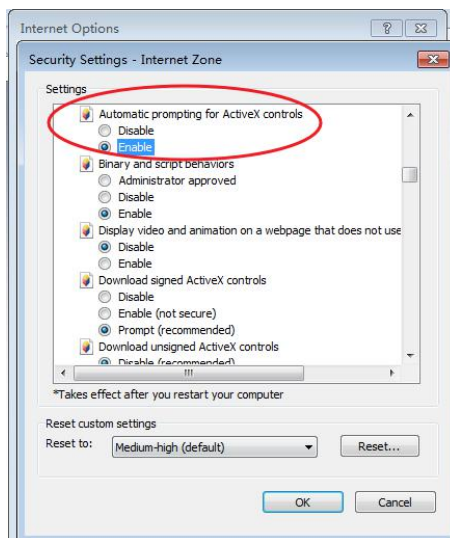 Internet Options
Security Settings - Internet Zone
Settings
Automatic prompting for ActiveX controls
Disable
Enable
Binary and script behaviors
Administrator approved
Disable
Enable
Display video and animation on a webpage that does not use
Disable
Enable
Download signed ActiveX controls
Disable
Enable (not secure)
Prompt (recommended)
Download unsigned ActiveX controls
Disable (recommended)
*Takes effect after you restart your computer
Reset custom settings
Reset to: Medium-high (default) Reset...
OK Cancel